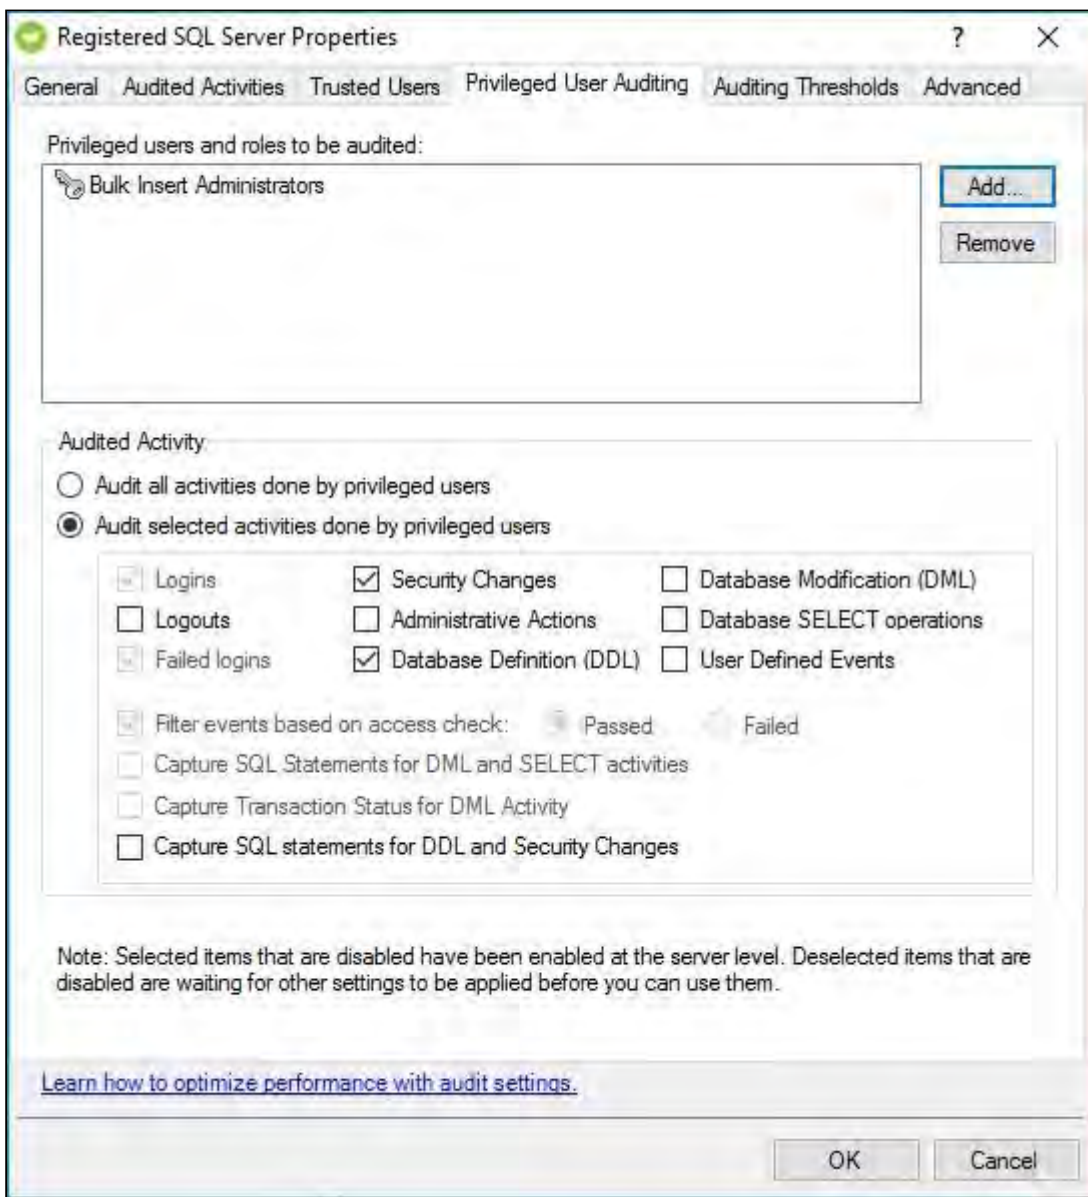 Registered SQL Server Properties ? X
General Audited Activities Trusted Users Privileged User Auditing Auditing Thresholds Advanced
Privileged users and roles to be audited:
Bulk Insert Administrators
Add...
Remove
Audited Activity
Audit all activities done by privileged users
Audit selected activities done by privileged users
Logins Security Changes Database Modification (DML)
Logouts Administrative Actions Database SELECT operations
Failed logins Database Definition (DDL) User Defined Events
Filter events based on access check: Passed Failed
Capture SQL Statements for DML and SELECT activities
Capture Transaction Status for DML Activity
Capture SQL statements for DDL and Security Changes
Note: Selected items that are disabled have been enabled at the server level. Deselected items that are
disabled are waiting for other settings to be applied before you can use them.
Learn how to optimize performance with audit settings.
OK Cancel